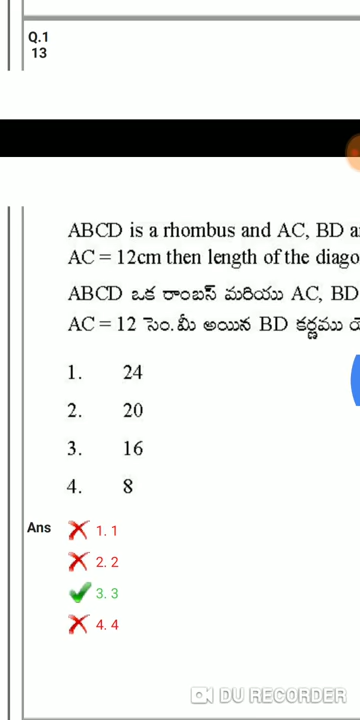 Q.1
13
ABCD is a rhombus and AC, BD
AC = 12cm then length of the
ABCD ఒక రాంబస్ మరియు AC, BD
AC = 12 సెం.మీ అయిన BD కర్ణము
1. 24
2. 20
3. 16
4. 8
Ans 1. 1
2. 2
3. 3
4. 4
DU RECORDER